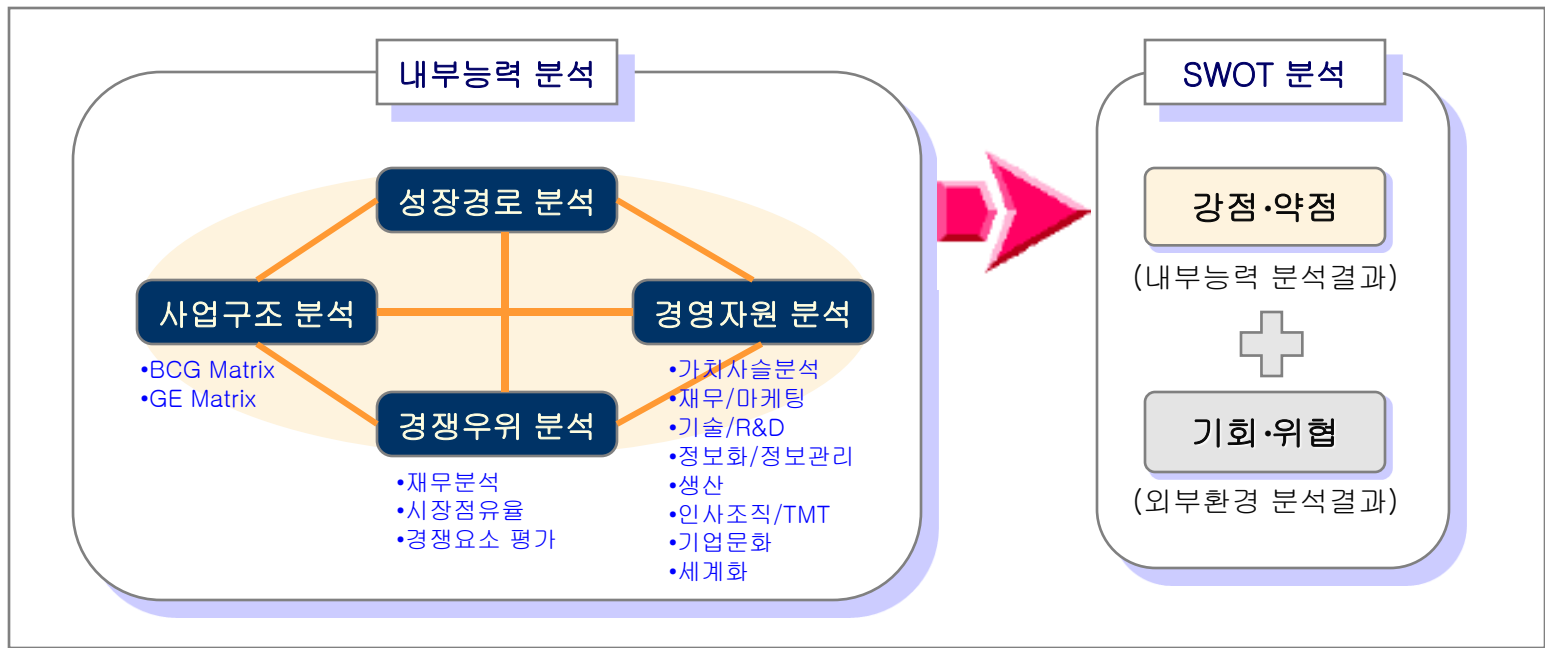 내부능력 분석
성장경로 분석
사업구조 분석
•BCG Matrix
•GE Matrix
경쟁우위 분석
•재무분석
•시장점유율
•경쟁요소 평가
경영자원 분석
•가치사슬분석
•재무/마케팅
•기술/R&D
•정보화/정보관리
•생산
•인사조직/TMT
•기업문화
•세계화
SWOT 분석
강점·약점
(내부능력 분석결과)
기회·위협
(외부환경 분석결과)